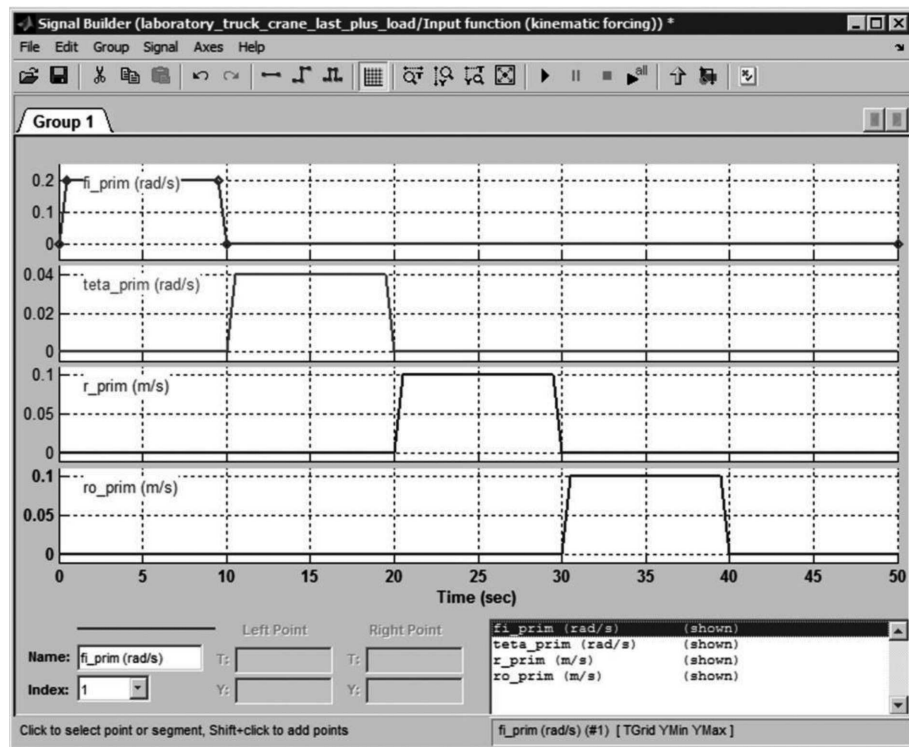 Signal Builder (laboratory_truck_crane_last_plus_load/Input function (kinematic forcing)) *
File Edit Group Signal Axes Help
all
Group 1
0.2
fi_prim (rad/s)
0.1
0
0.04
teta_prim (rad/s)
0.02
0
0.1
r_prim (m/s)
0.05
0
0.1
ro_prim (m/s)
0.05
0
0 5 10 15 20 25 30 35 40 45 50
Time (sec)
Left Point Right Point
Name: fi_prim (rad/s) T: T:
Index: 1 Y: Y:
fi_prim (rad/s) (shown)
teta_prim (rad/s) (shown)
r_prim (m/s) (shown)
ro_prim (m/s) (shown)
Click to select point or segment, Shift+click to add points
fi_prim (rad/s) (#1) [ TGrid YMin YMax ]